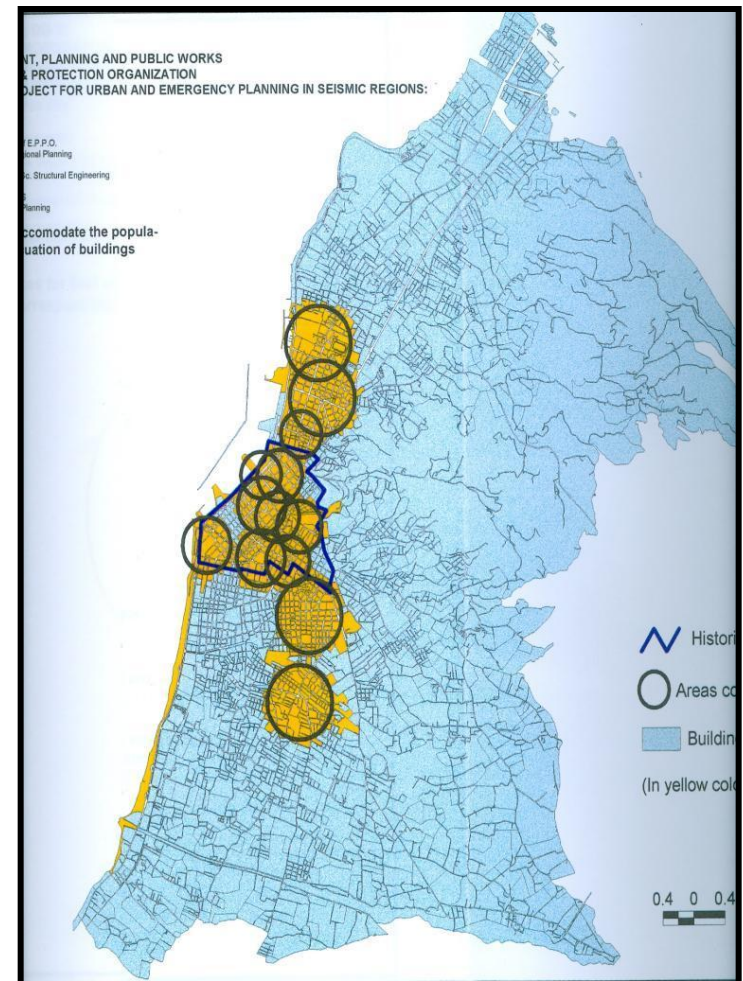 NT, PLANNING AND PUBLIC WORKS
& PROTECTION ORGANIZATION
OJECT FOR URBAN AND EMERGENCY PLANNING IN SEISMIC REGIONS:
/ E.P.P.O.
ional Planning
Sc. Structural Engineering
Planning
ccomodate the popula-
uation of buildings
Histori
Areas co
Buildin
(In yellow colo
0.4 0 0.4